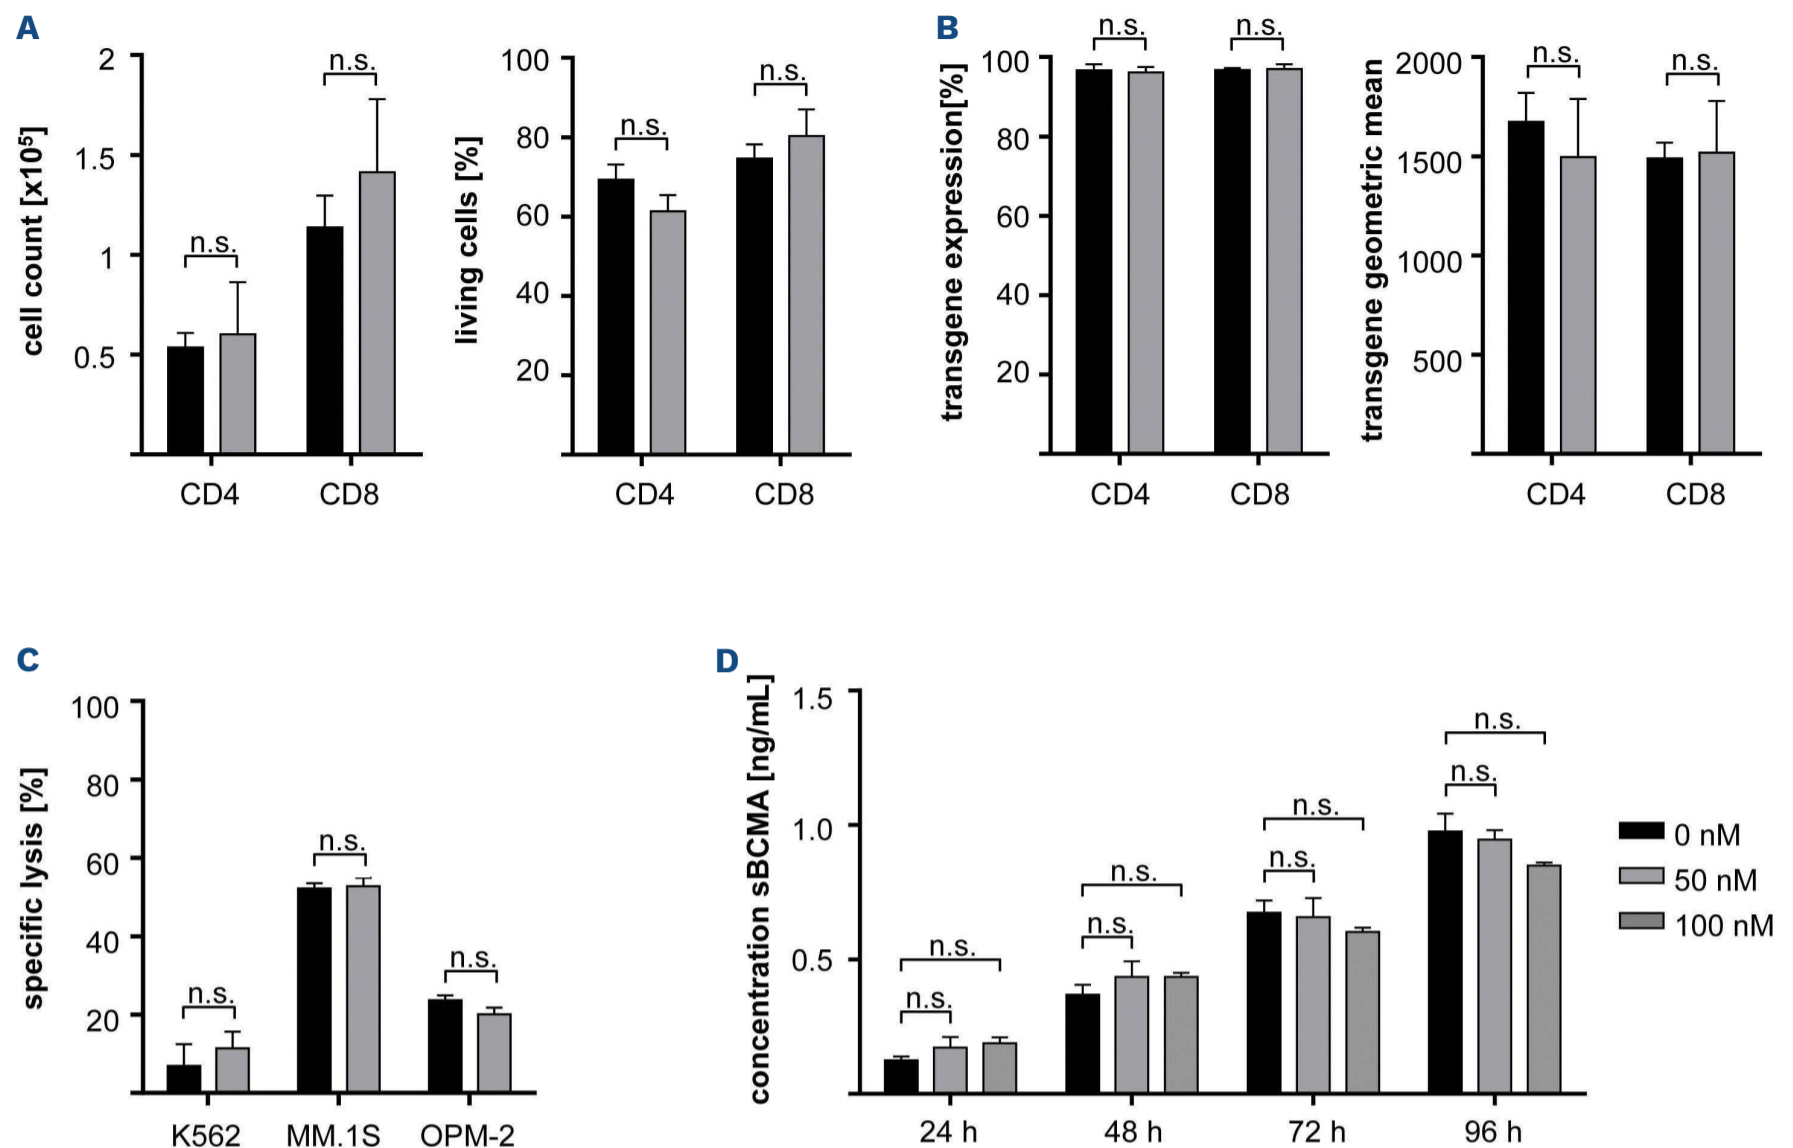 A
cell count [x10⁵]
2
1.5
1
0.5
n.s.
n.s.
CD4
CD8
living cells [%]
100
80
60
40
20
n.s.
n.s.
CD4
CD8
B
transgene expression[%]
100
80
60
40
20
n.s.
n.s.
CD4
CD8
transgene geometric mean
2000
1500
1000
500
n.s.
n.s.
CD4
CD8
C
specific lysis [%]
100
80
60
40
20
n.s.
n.s.
n.s.
K562
MM.1S
OPM-2
D
concentration sBCMA [ng/mL]
1.5
1.0
0.5
n.s.
n.s.
n.s.
n.s.
n.s.
n.s.
n.s.
n.s.
24 h
48 h
72 h
96 h
0 nM
50 nM
100 nM